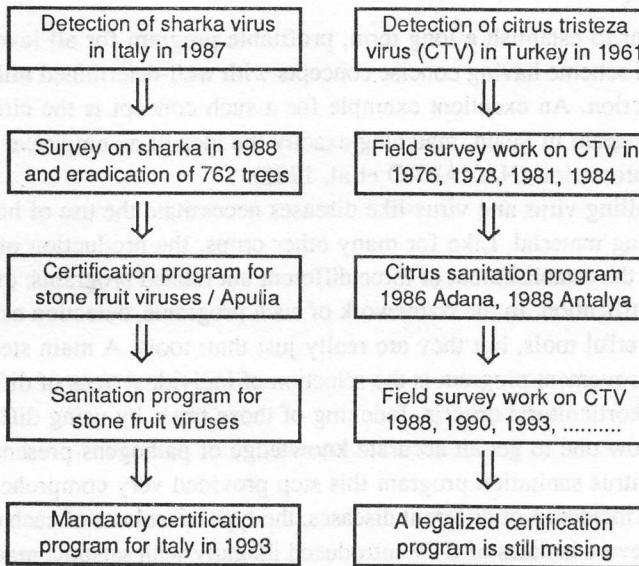 Detection of sharka virus
in Italy in 1987
Survey on sharka in 1988
and eradication of 762 trees
Certification program for
stone fruit viruses / Apulia
Sanitation program for
stone fruit viruses
Mandatory certification
program for Italy in 1993
Detection of citrus tristeza
virus (CTV) in Turkey in 1961
Field survey work on CTV in
1976, 1978, 1981, 1984
Citrus sanitation program
1986 Adana, 1988 Antalya
Field survey work on CTV
1988, 1990, 1993,
A legalized certification
program is still missing